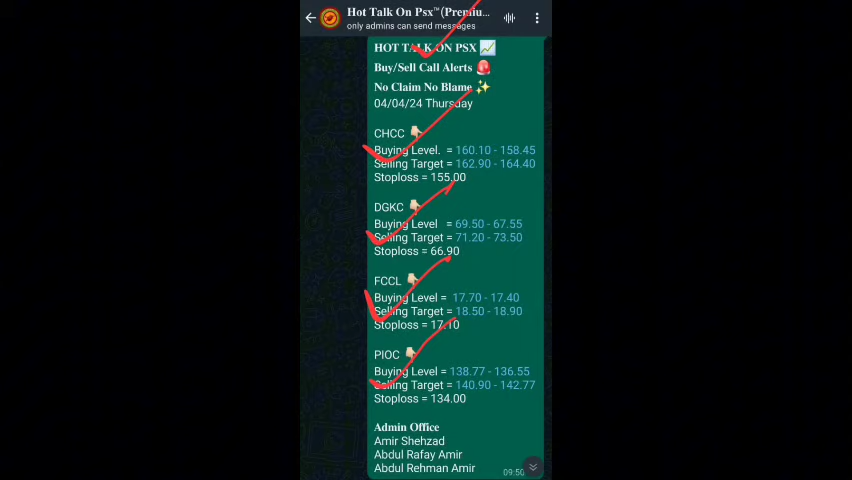 Hot Talk On Psx™(Premiu...
only admins can send messages
HOT TALK ON PSX 📈
Buy/Sell Call Alerts 🚨
No Claim No Blame ✨
04/04/24 Thursday
CHCC 👇🏻
Buying Level. = 160.10 - 158.45
Selling Target = 162.90 - 164.40
Stoploss = 155.00
DGKC 👇🏻
Buying Level = 69.50 - 67.55
Selling Target = 71.20 - 73.50
Stoploss = 66.90
FCCL 👇🏻
Buying Level = 17.70 - 17.40
Selling Target = 18.50 - 18.90
Stoploss = 17.10
PIOC 👇🏻
Buying Level = 138.77 - 136.55
Selling Target = 140.90 - 142.77
Stoploss = 134.00
Admin Office
Amir Shehzad
Abdul Rafay Amir
Abdul Rehman Amir
09:50